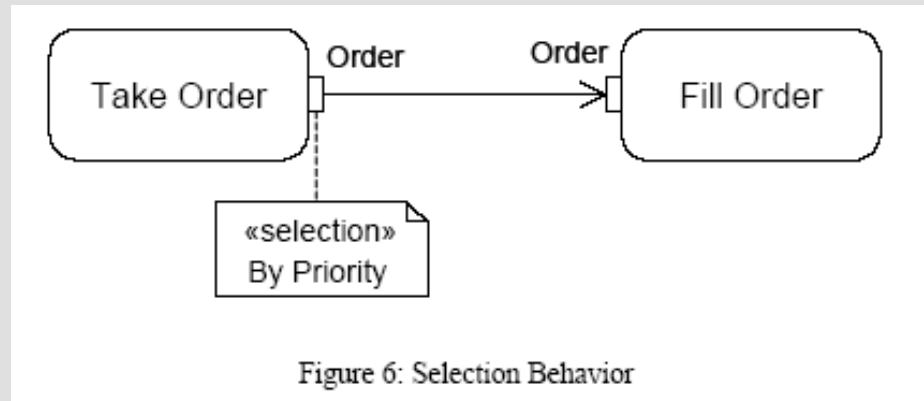 Order
Order
Take Order
Fill Order
«selection»
By Priority
Figure 6: Selection Behavior